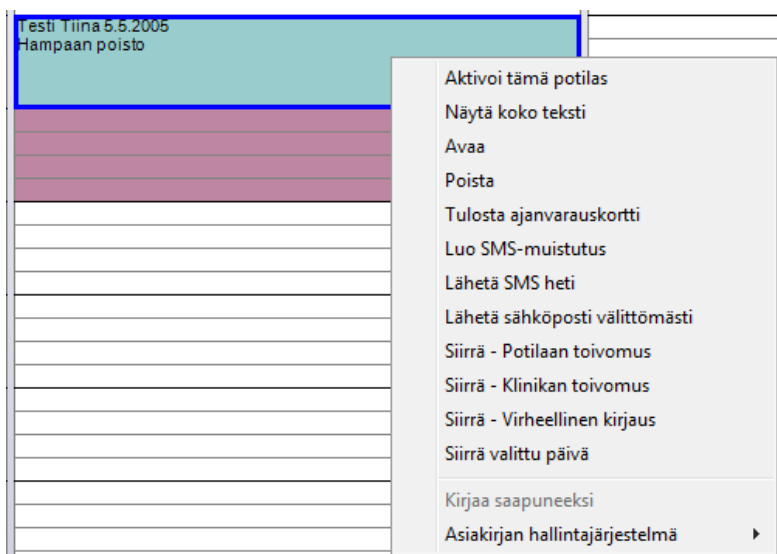 Testi Tiina 5.5.2005
Hampaan poisto
Aktivoi tämä potilas
Näytä koko teksti
Avaa
Poista
Tulosta ajanvarauskortti
Luo SMS-muistutus
Lähetä SMS heti
Lähetä sähköposti välittömästi
Siirrä - Potilaan toivomus
Siirrä - Klinikan toivomus
Siirrä - Virheellinen kirjaus
Siirrä valittu päivä
Kirjaa saapuneeksi
Asiakirjan hallintajärjestelmä